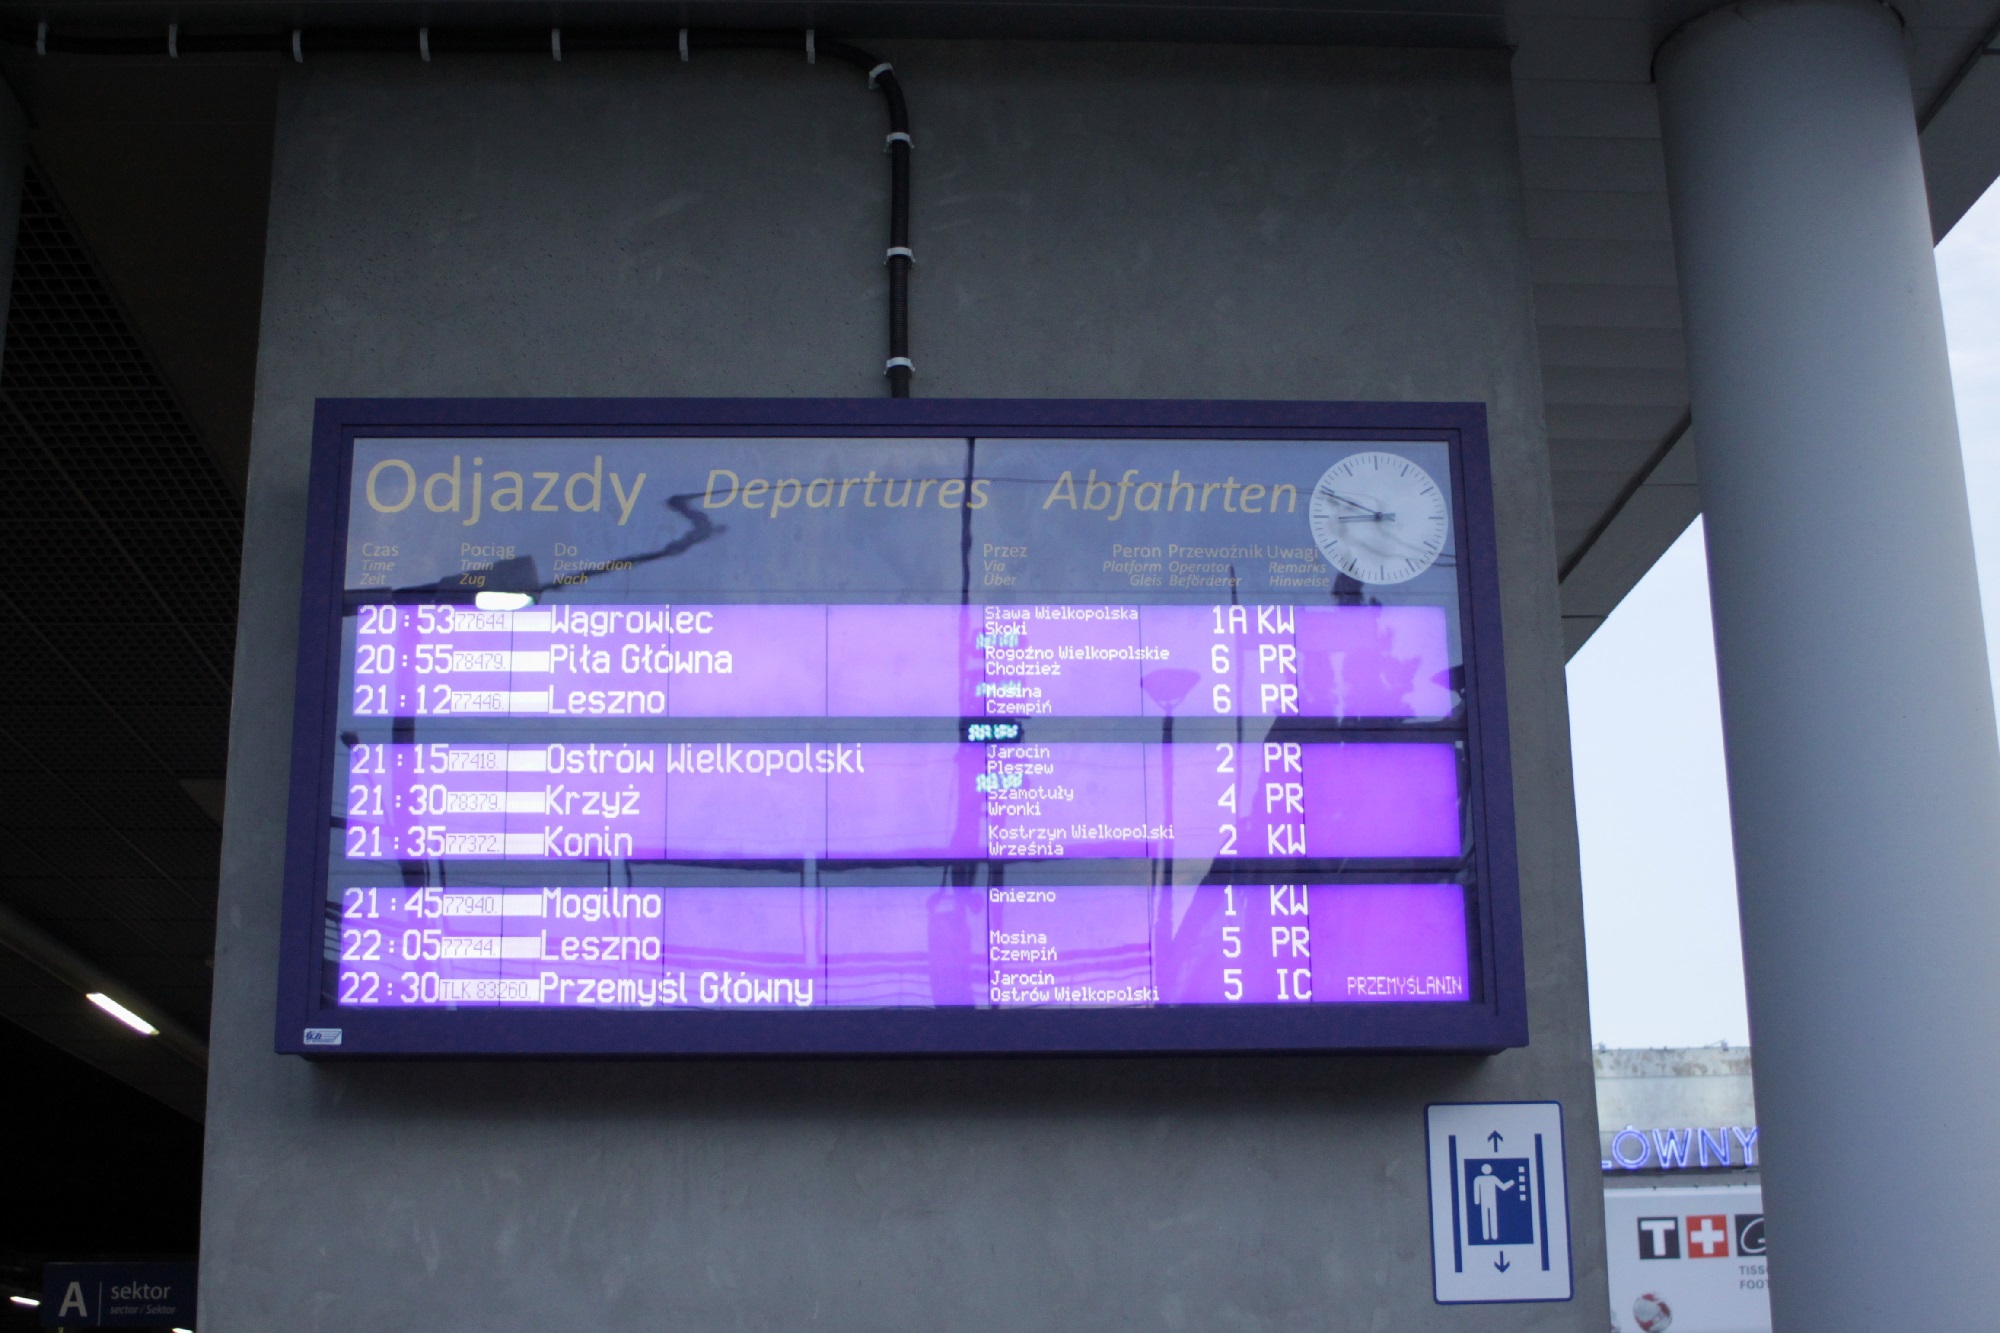 Odjazdy Departures Abfahrten
Czas Pociąg Do Przez Peron Przewoźnik Uwagi
Time Train Destination Via Platform Operator Remarks
Zeit Zug Nach Über Gleis Beförderer Hinweise
20:53 77644 Wągrowiec Sława Wielkopolska 1A KW
Skoki
20:55 78479 Piła Główna Rogoźno Wielkopolskie 6 PR
Chodzież
21:12 77446 Leszno Mosina 6 PR
Czempiń
21:15 77418 Ostrów Wielkopolski Jarocin 2 PR
Pleszew
21:30 78379 Krzyż Szamotuły 4 PR
Wronki
21:35 77372 Konin Kostrzyn Wielkopolski 2 KW
Września
21:45 77940 Mogilno Gniezno 1 KW
22:05 77744 Leszno Mosina 5 PR
Czempiń
22:30 TLK 83260 Przemyśl Główny Jarocin 5 IC PRZEMYŚLANIN
Ostrów Wielkopolski
ÓWNY
T+
TISS
FOOT
A sektor
sector / Sektor